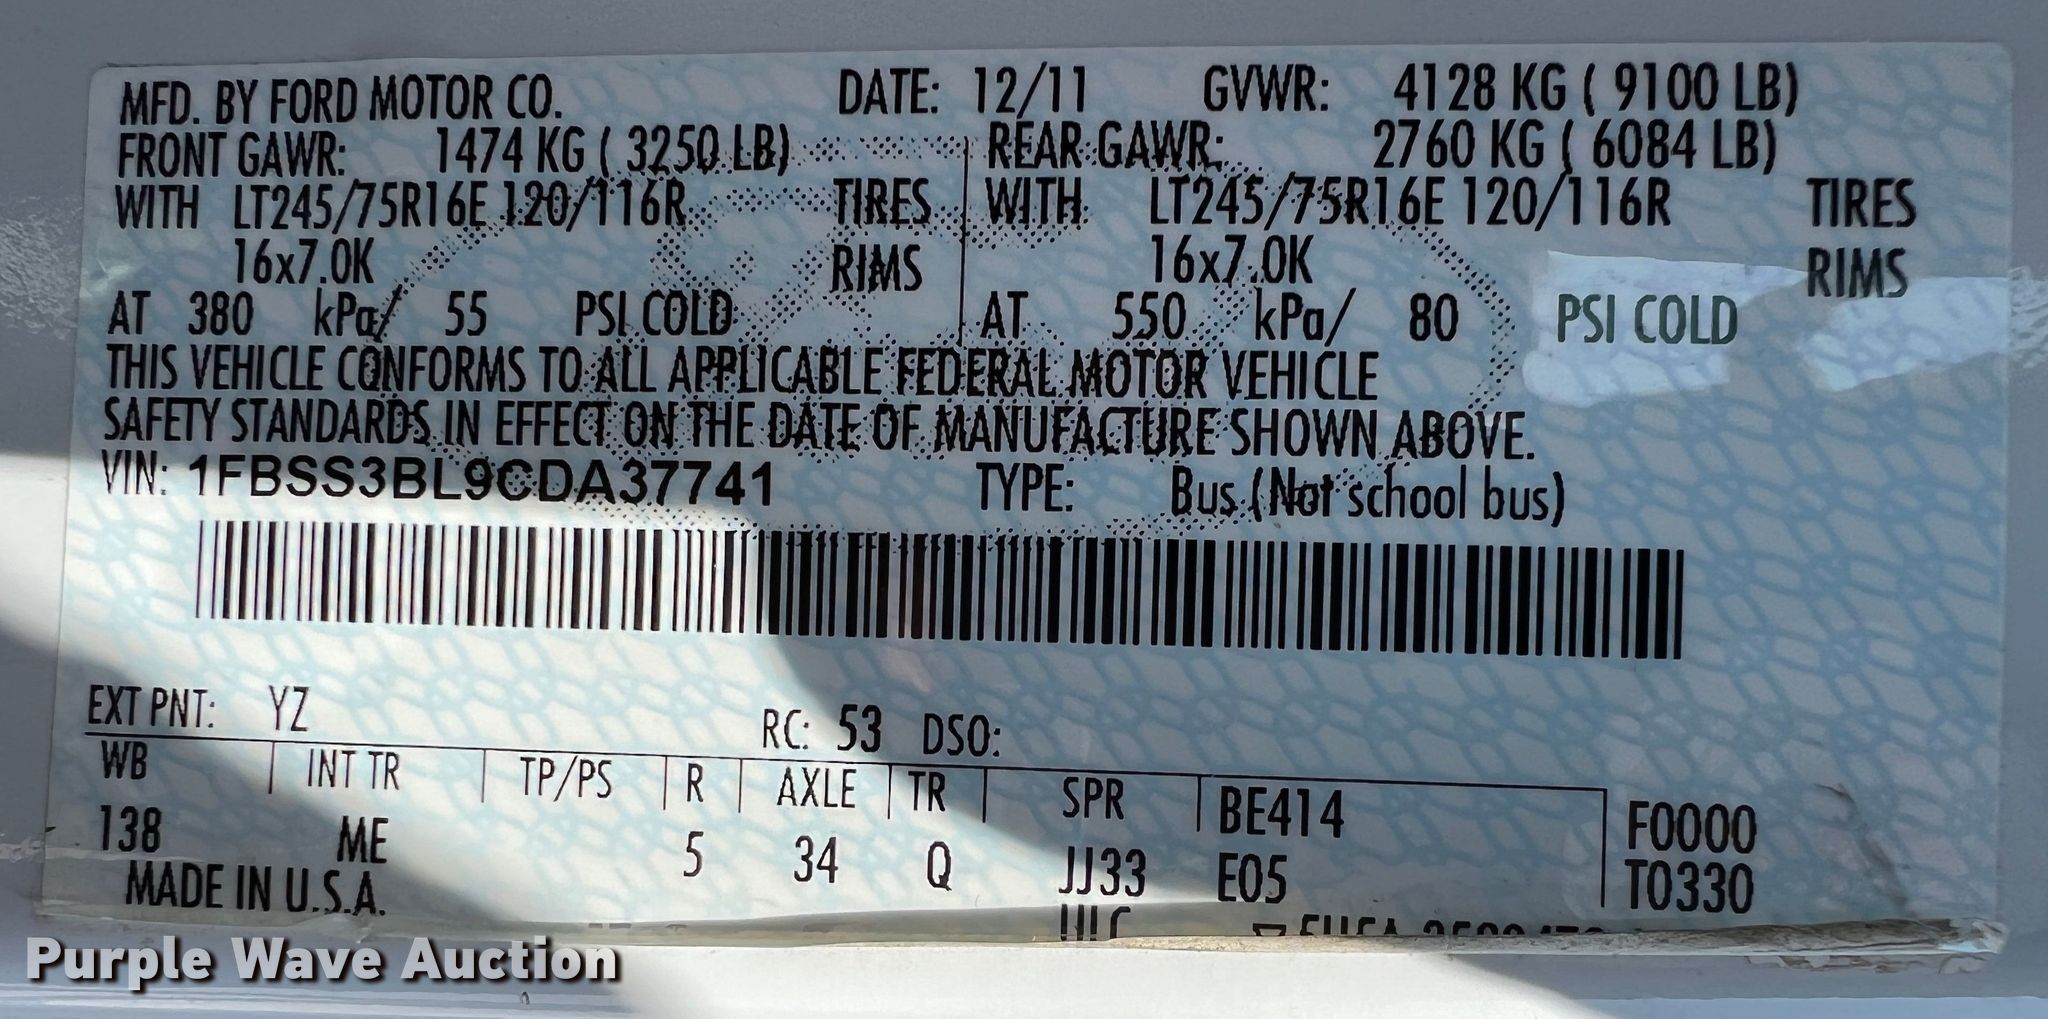 MFD. BY FORD MOTOR CO. DATE: 12/11 GVWR: 4128 KG ( 9100 LB)
FRONT GAWR: 1474 KG ( 3250 LB) REAR GAWR: 2760 KG ( 6084 LB)
WITH LT245/75R16E 120/116R TIRES WITH LT245/75R16E 120/116R TIRES
16x7.0K RIMS 16x7.0K RIMS
AT 380 kPa/ 55 PSI COLD AT 550 kPa/ 80 PSI COLD
THIS VEHICLE CONFORMS TO ALL APPLICABLE FEDERAL MOTOR VEHICLE
SAFETY STANDARDS IN EFFECT ON THE DATE OF MANUFACTURE SHOWN ABOVE.
VIN: 1FBSS3BL9CDA37741 TYPE: Bus (Not school bus)
EXT PNT: YZ RC: 53 DSO:
WB INT TR TP/PS R AXLE TR SPR BE414 F0000
138 ME 5 34 Q JJ33 E05 T0330
MADE IN U.S.A.
Purple Wave Auction